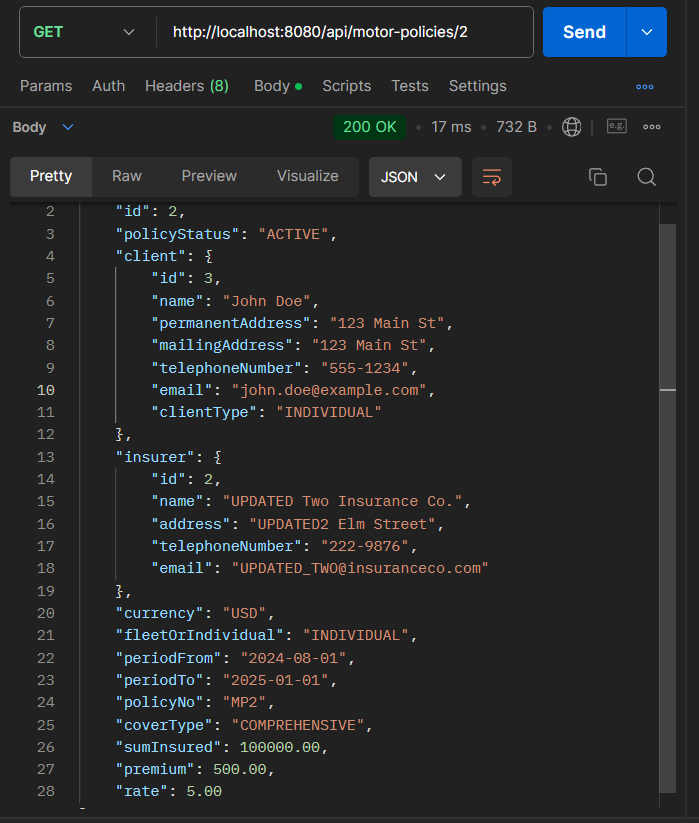 GET http://localhost:8080/api/motor-policies/2 Send
Params Auth Headers (8) Body Scripts Tests Settings
Body 200 OK 17 ms 732 B e.g.
Pretty Raw Preview Visualize JSON
2 "id": 2,
3 "policyStatus": "ACTIVE",
4 "client": {
5 "id": 3,
6 "name": "John Doe",
7 "permanentAddress": "123 Main St",
8 "mailingAddress": "123 Main St",
9 "telephoneNumber": "555-1234",
10 "email": "john.doe@example.com",
11 "clientType": "INDIVIDUAL"
12 },
13 "insurer": {
14 "id": 2,
15 "name": "UPDATED Two Insurance Co.",
16 "address": "UPDATED2 Elm Street",
17 "telephoneNumber": "222-9876",
18 "email": "UPDATED_TWO@insuranceco.com"
19 },
20 "currency": "USD",
21 "fleetOrIndividual": "INDIVIDUAL",
22 "periodFrom": "2024-08-01",
23 "periodTo": "2025-01-01",
24 "policyNo": "MP2",
25 "coverType": "COMPREHENSIVE",
26 "sumInsured": 100000.00,
27 "premium": 500.00,
28 "rate": 5.00